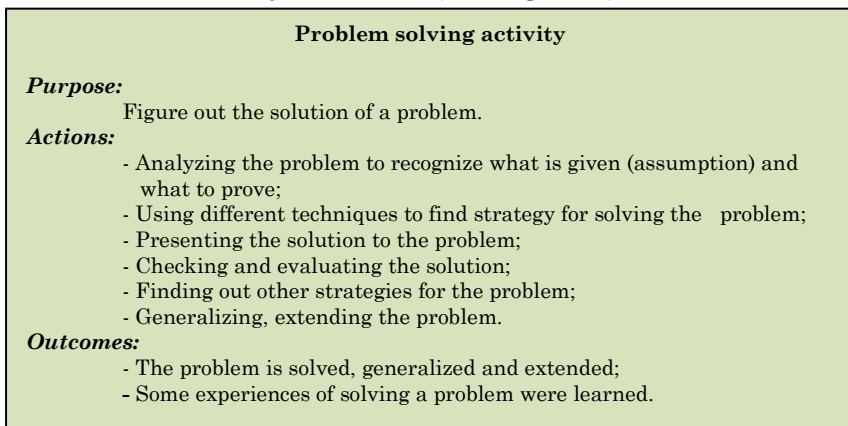 Problem solving activity
Purpose:
Figure out the solution of a problem.
Actions:
- Analyzing the problem to recognize what is given (assumption) and
what to prove;
- Using different techniques to find strategy for solving the problem;
- Presenting the solution to the problem;
- Checking and evaluating the solution;
- Finding out other strategies for the problem;
- Generalizing, extending the problem.
Outcomes:
- The problem is solved, generalized and extended;
- Some experiences of solving a problem were learned.